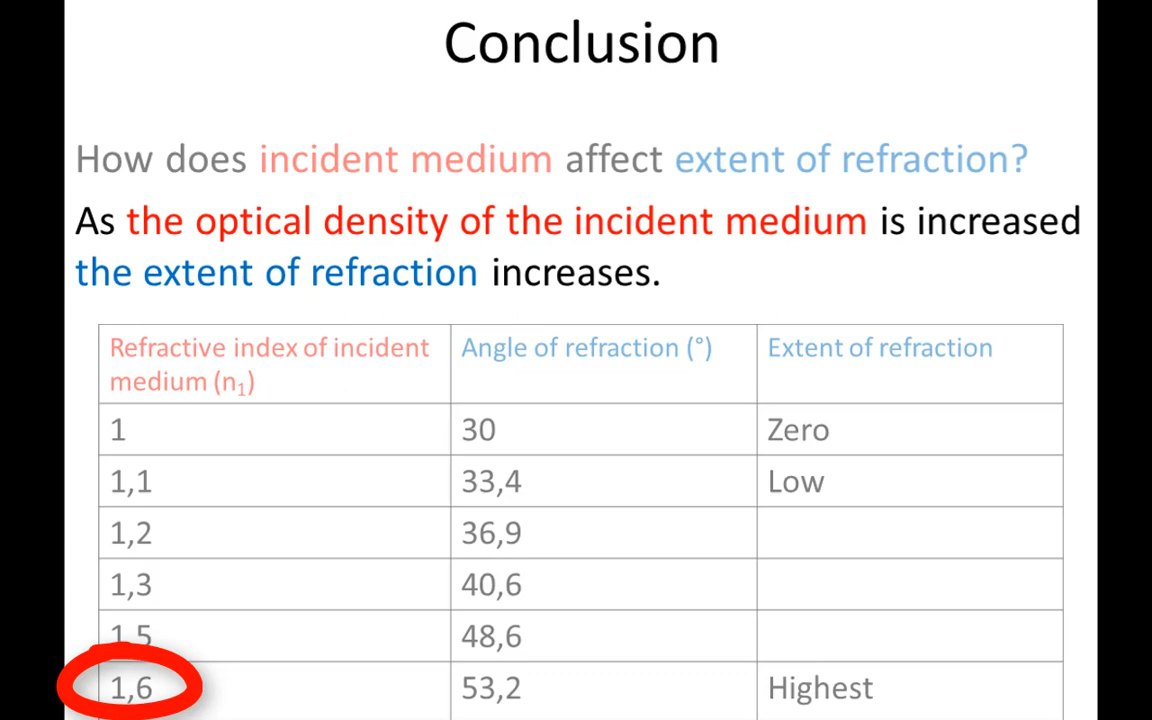 Conclusion
How does incident medium affect extent of refraction?
As the optical density of the incident medium is increased
the extent of refraction increases.
Refractive index of incident medium (n₁) Angle of refraction (°) Extent of refraction
1 30 Zero
1,1 33,4 Low
1,2 36,9
1,3 40,6
1,5 48,6
1,6 53,2 Highest